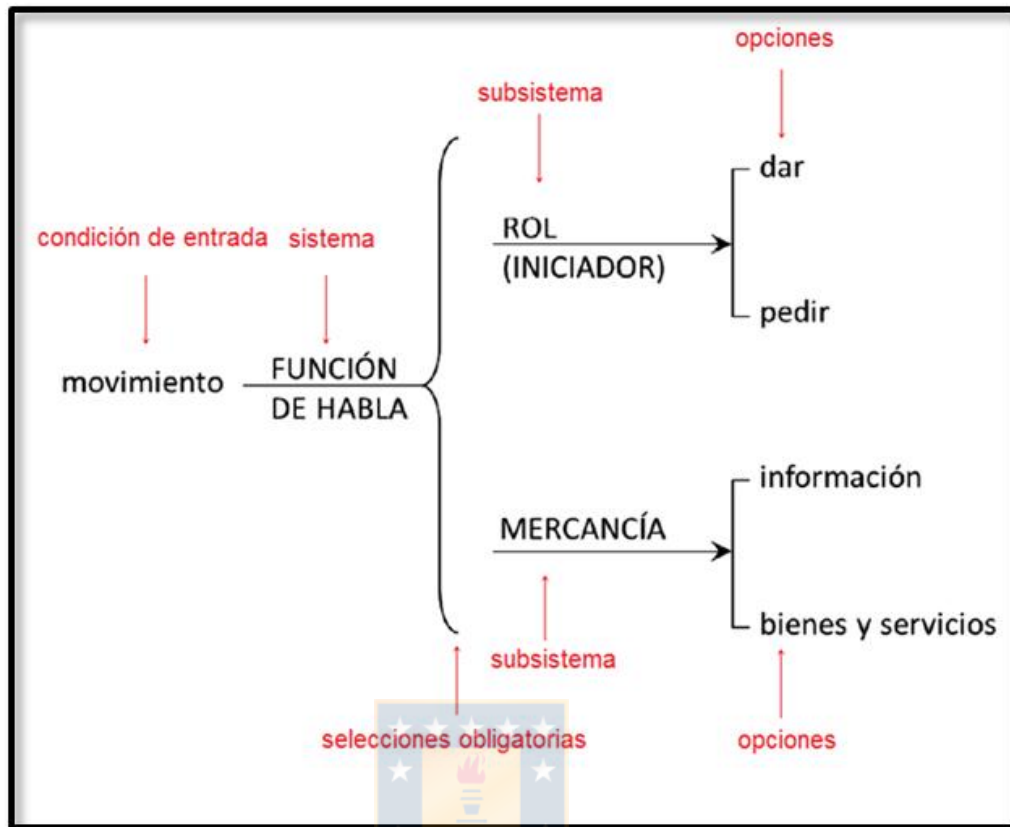 opciones
subsistema
dar
ROL
(INICIADOR)
condición de entrada
sistema
pedir
movimiento
FUNCIÓN
DE HABLA
información
MERCANCÍA
bienes y servicios
subsistema
selecciones obligatorias
opciones